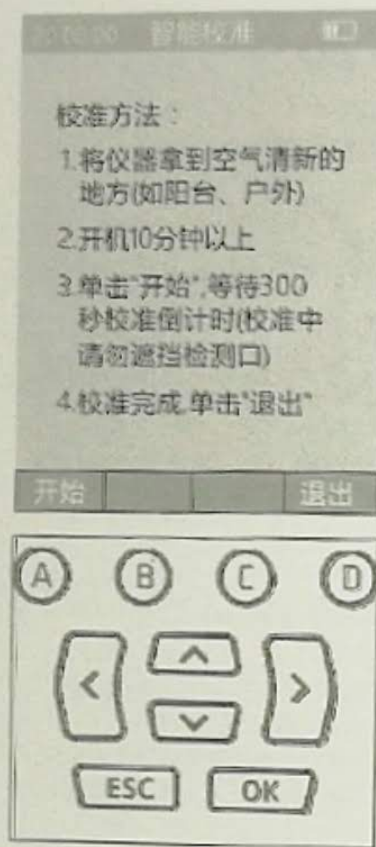 智能校准
校准方法：
1.将仪器拿到空气清新的
地方(如阳台、户外)
2.开机10分钟以上
3.单击"开始",等待300
秒校准倒计时(校准中
请勿遮挡检测口)
4.校准完成,单击"退出"
开始 退出
A B C D
< ^ >
ESC OK